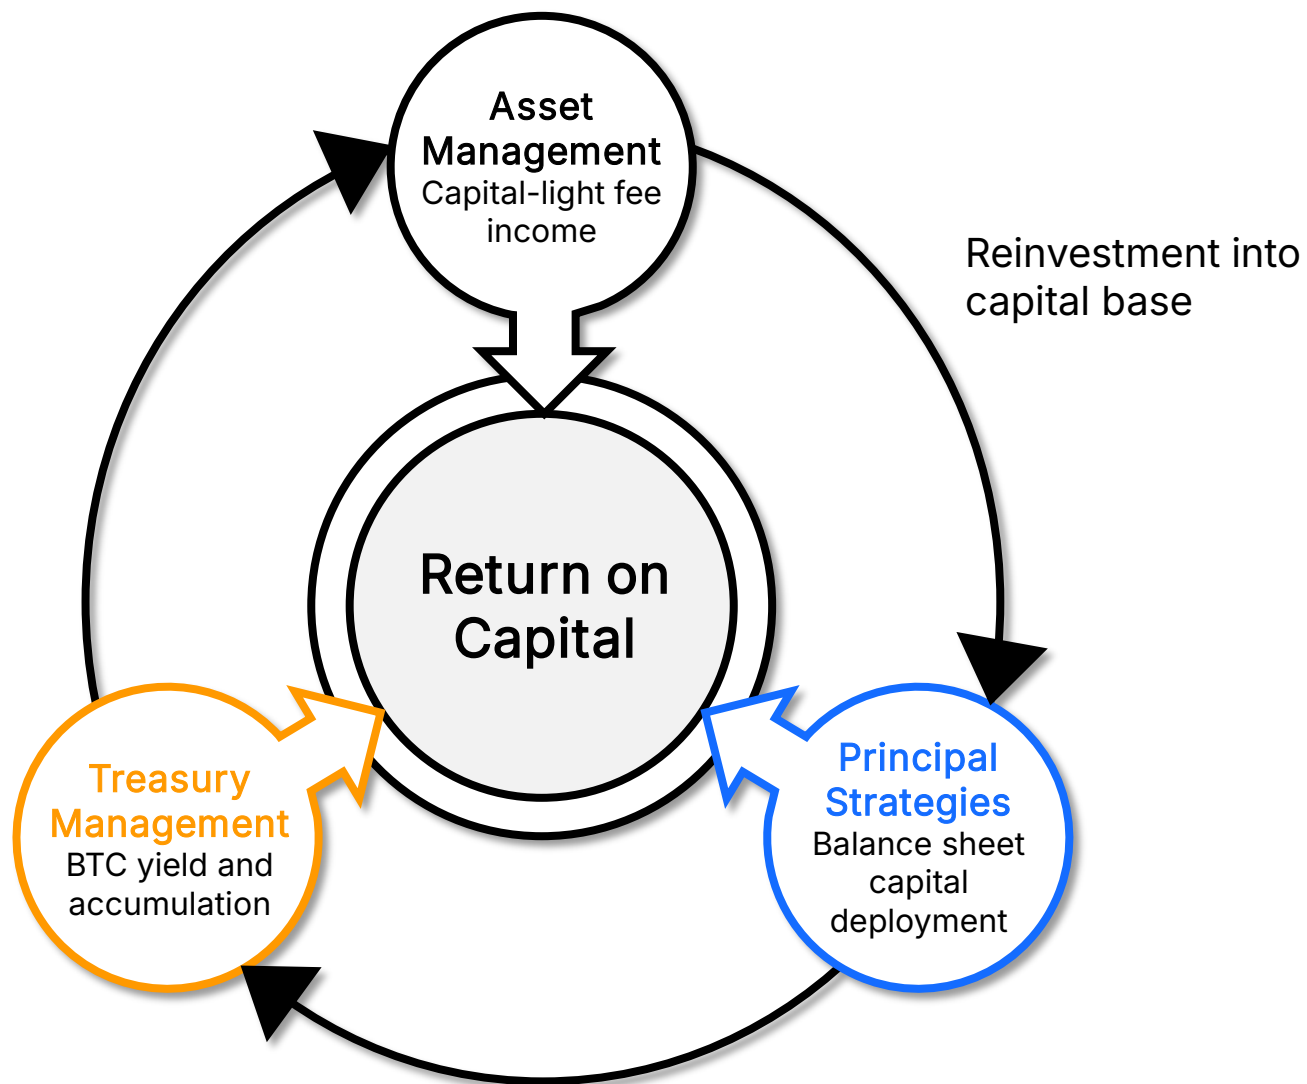 Asset
Management
Capital-light fee
income
Reinvestment into
capital base
Return on
Capital
Treasury
Management
BTC yield and
accumulation
Principal
Strategies
Balance sheet
capital
deployment